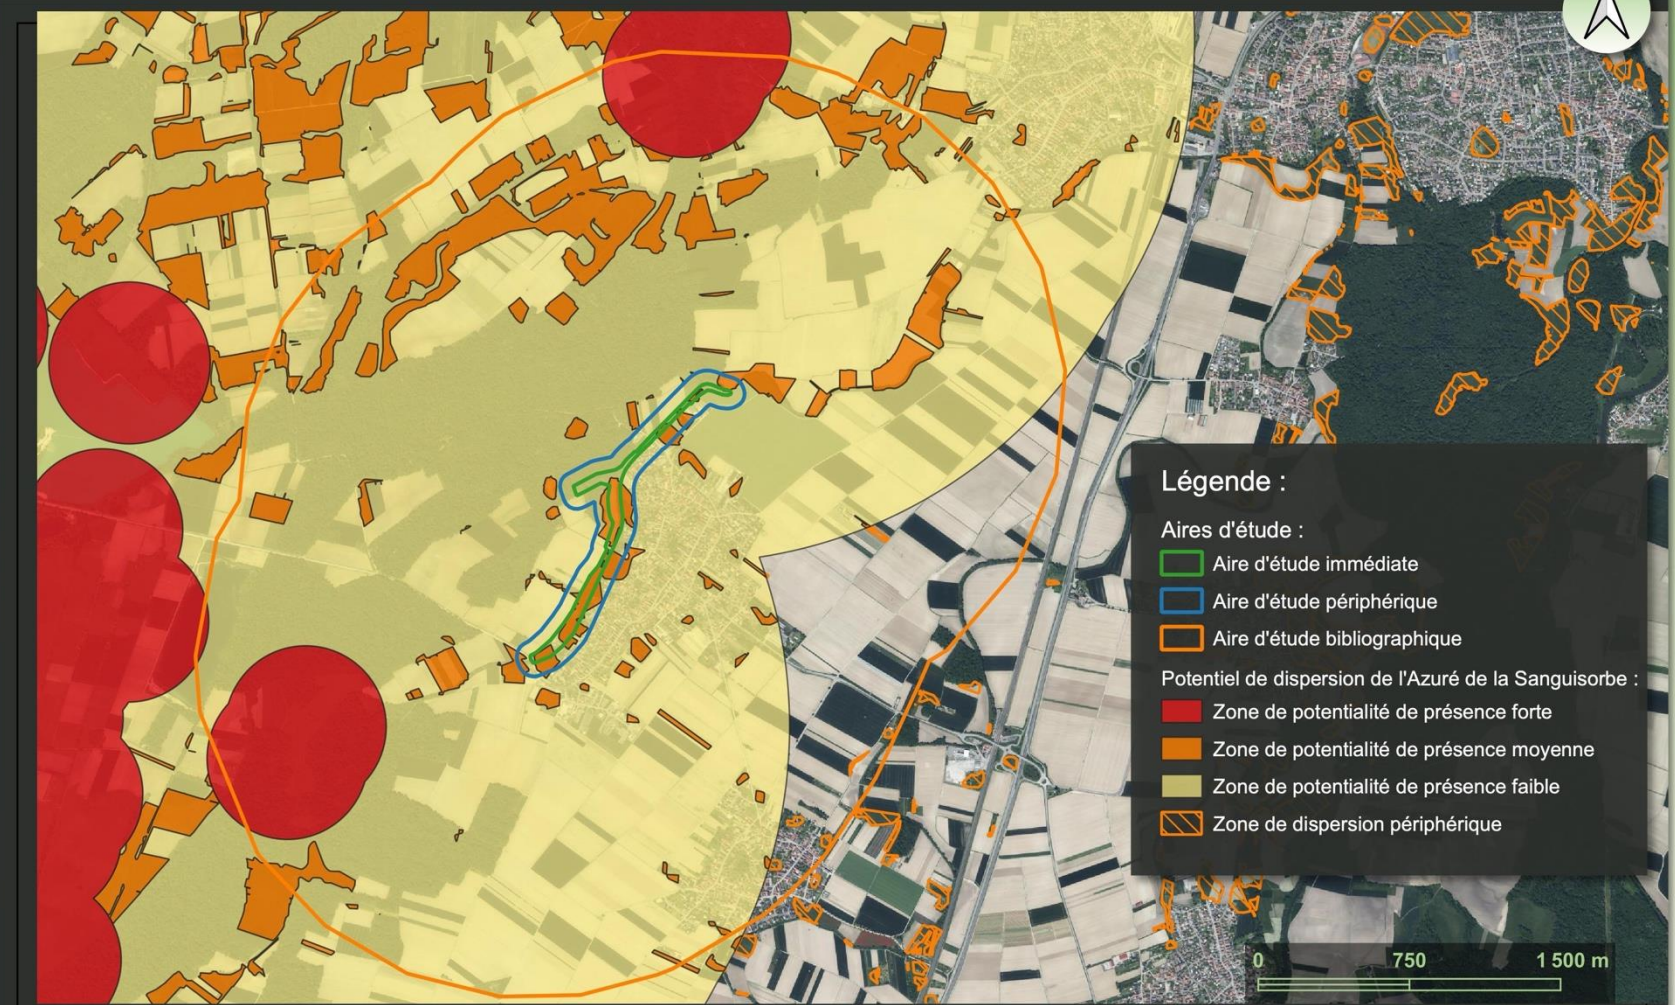 Légende :
Aires d'étude :
Aire d'étude immédiate
Aire d'étude périphérique
Aire d'étude bibliographique
Potentiel de dispersion de l'Azuré de la Sanguisorbe :
Zone de potentialité de présence forte
Zone de potentialité de présence moyenne
Zone de potentialité de présence faible
Zone de dispersion périphérique
0 750 1 500 m